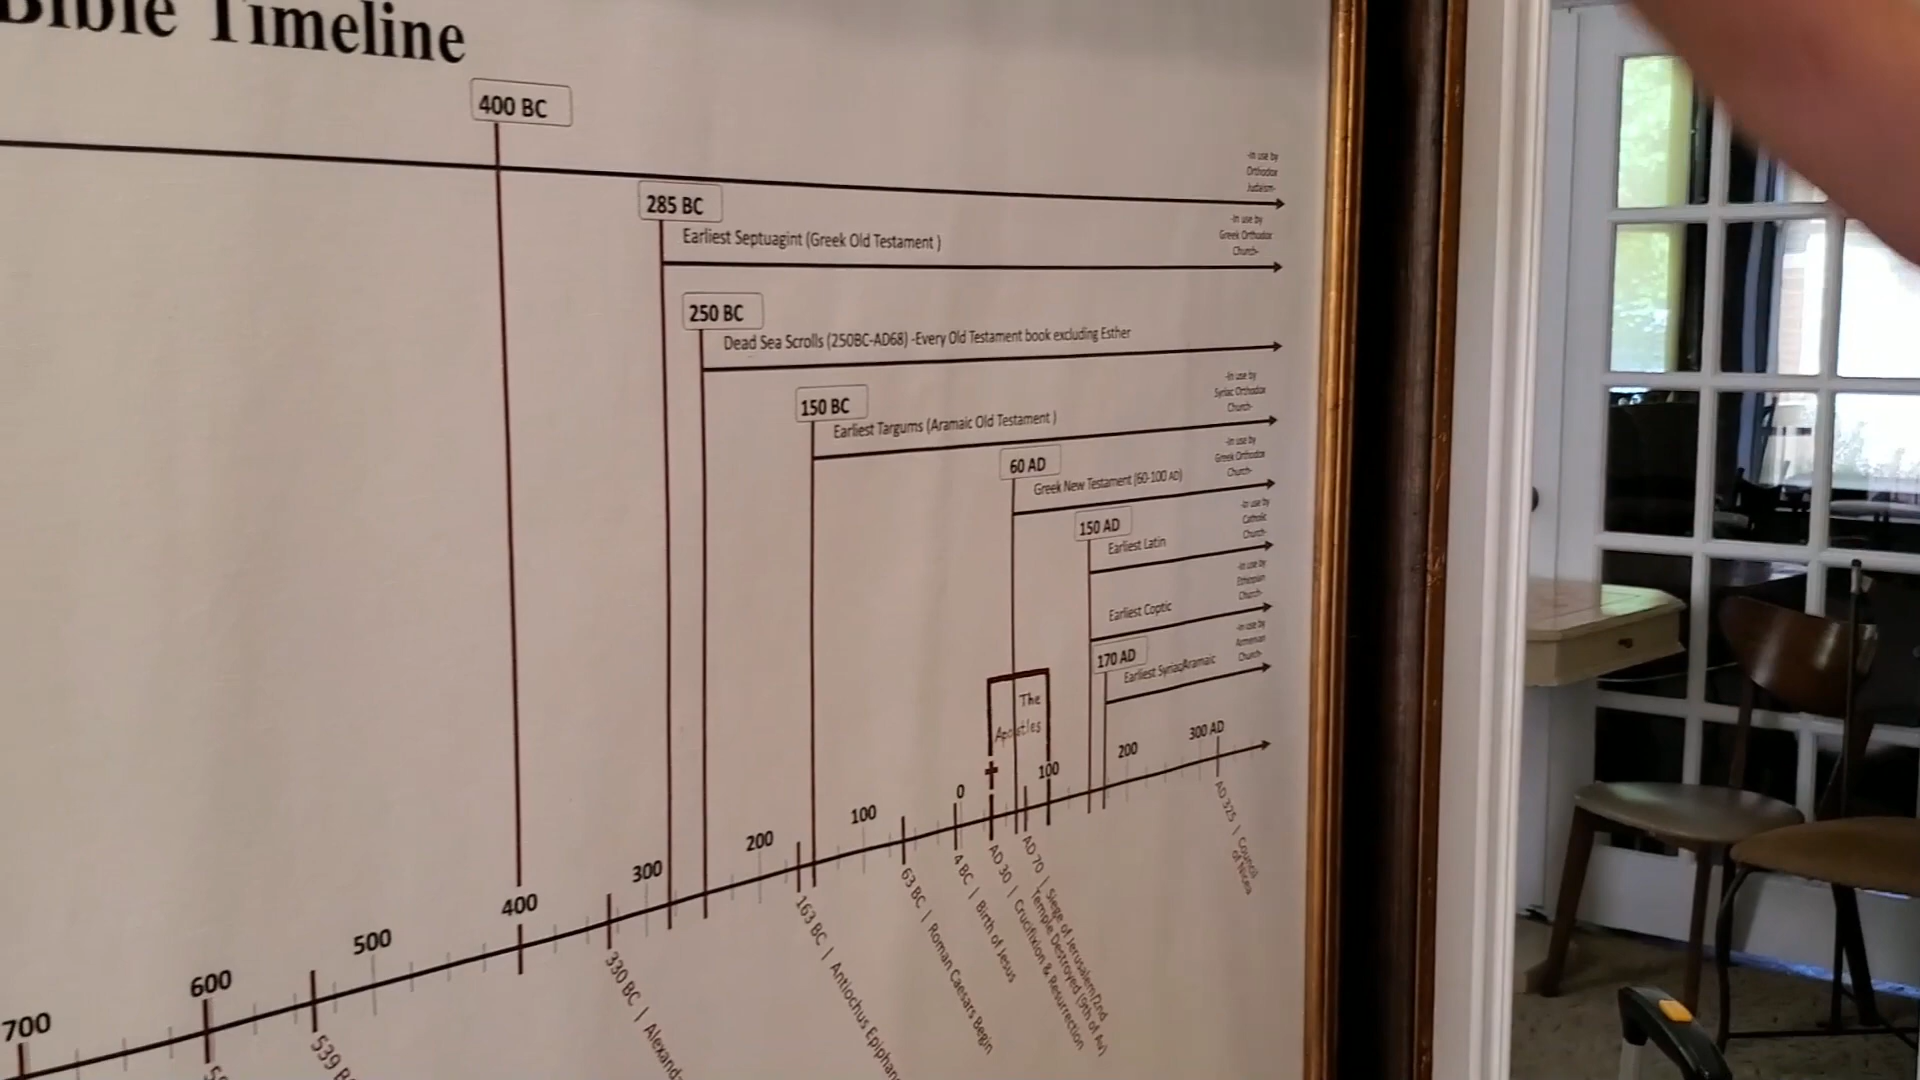 Bible Timeline
400 BC
-In use by
Orthodox
Judaism-
285 BC
Earliest Septuagint (Greek Old Testament )
-In use by
Greek Orthodox
Church-
250 BC
Dead Sea Scrolls (250BC-AD68) -Every Old Testament book excluding Esther
150 BC
Earliest Targums (Aramaic Old Testament )
-In use by
Syriac Orthodox
Church-
60 AD
Greek New Testament (60-100 AD)
-In use by
Greek Orthodox
Church-
150 AD
Earliest Latin
-In use by
Catholic
Church-
Earliest Coptic
-In use by
Ethiopian
Church-
170 AD
Earliest Syriac/Aramaic
-In use by
Armenian
Church-
The
Apostles
700
600
500
400
300
200
100
0
100
200
300 AD
539 B
330 BC | Alexand
163 BC | Antiochus Epiphan
63 BC | Roman Caesars Begin
4 BC | Birth of Jesus
AD 30 | Crucifixion & Resurrection
AD 70 | Siege of Jerusalem/2nd
Temple Destroyed (9th of Av)
AD 325 | Council
of Nicea